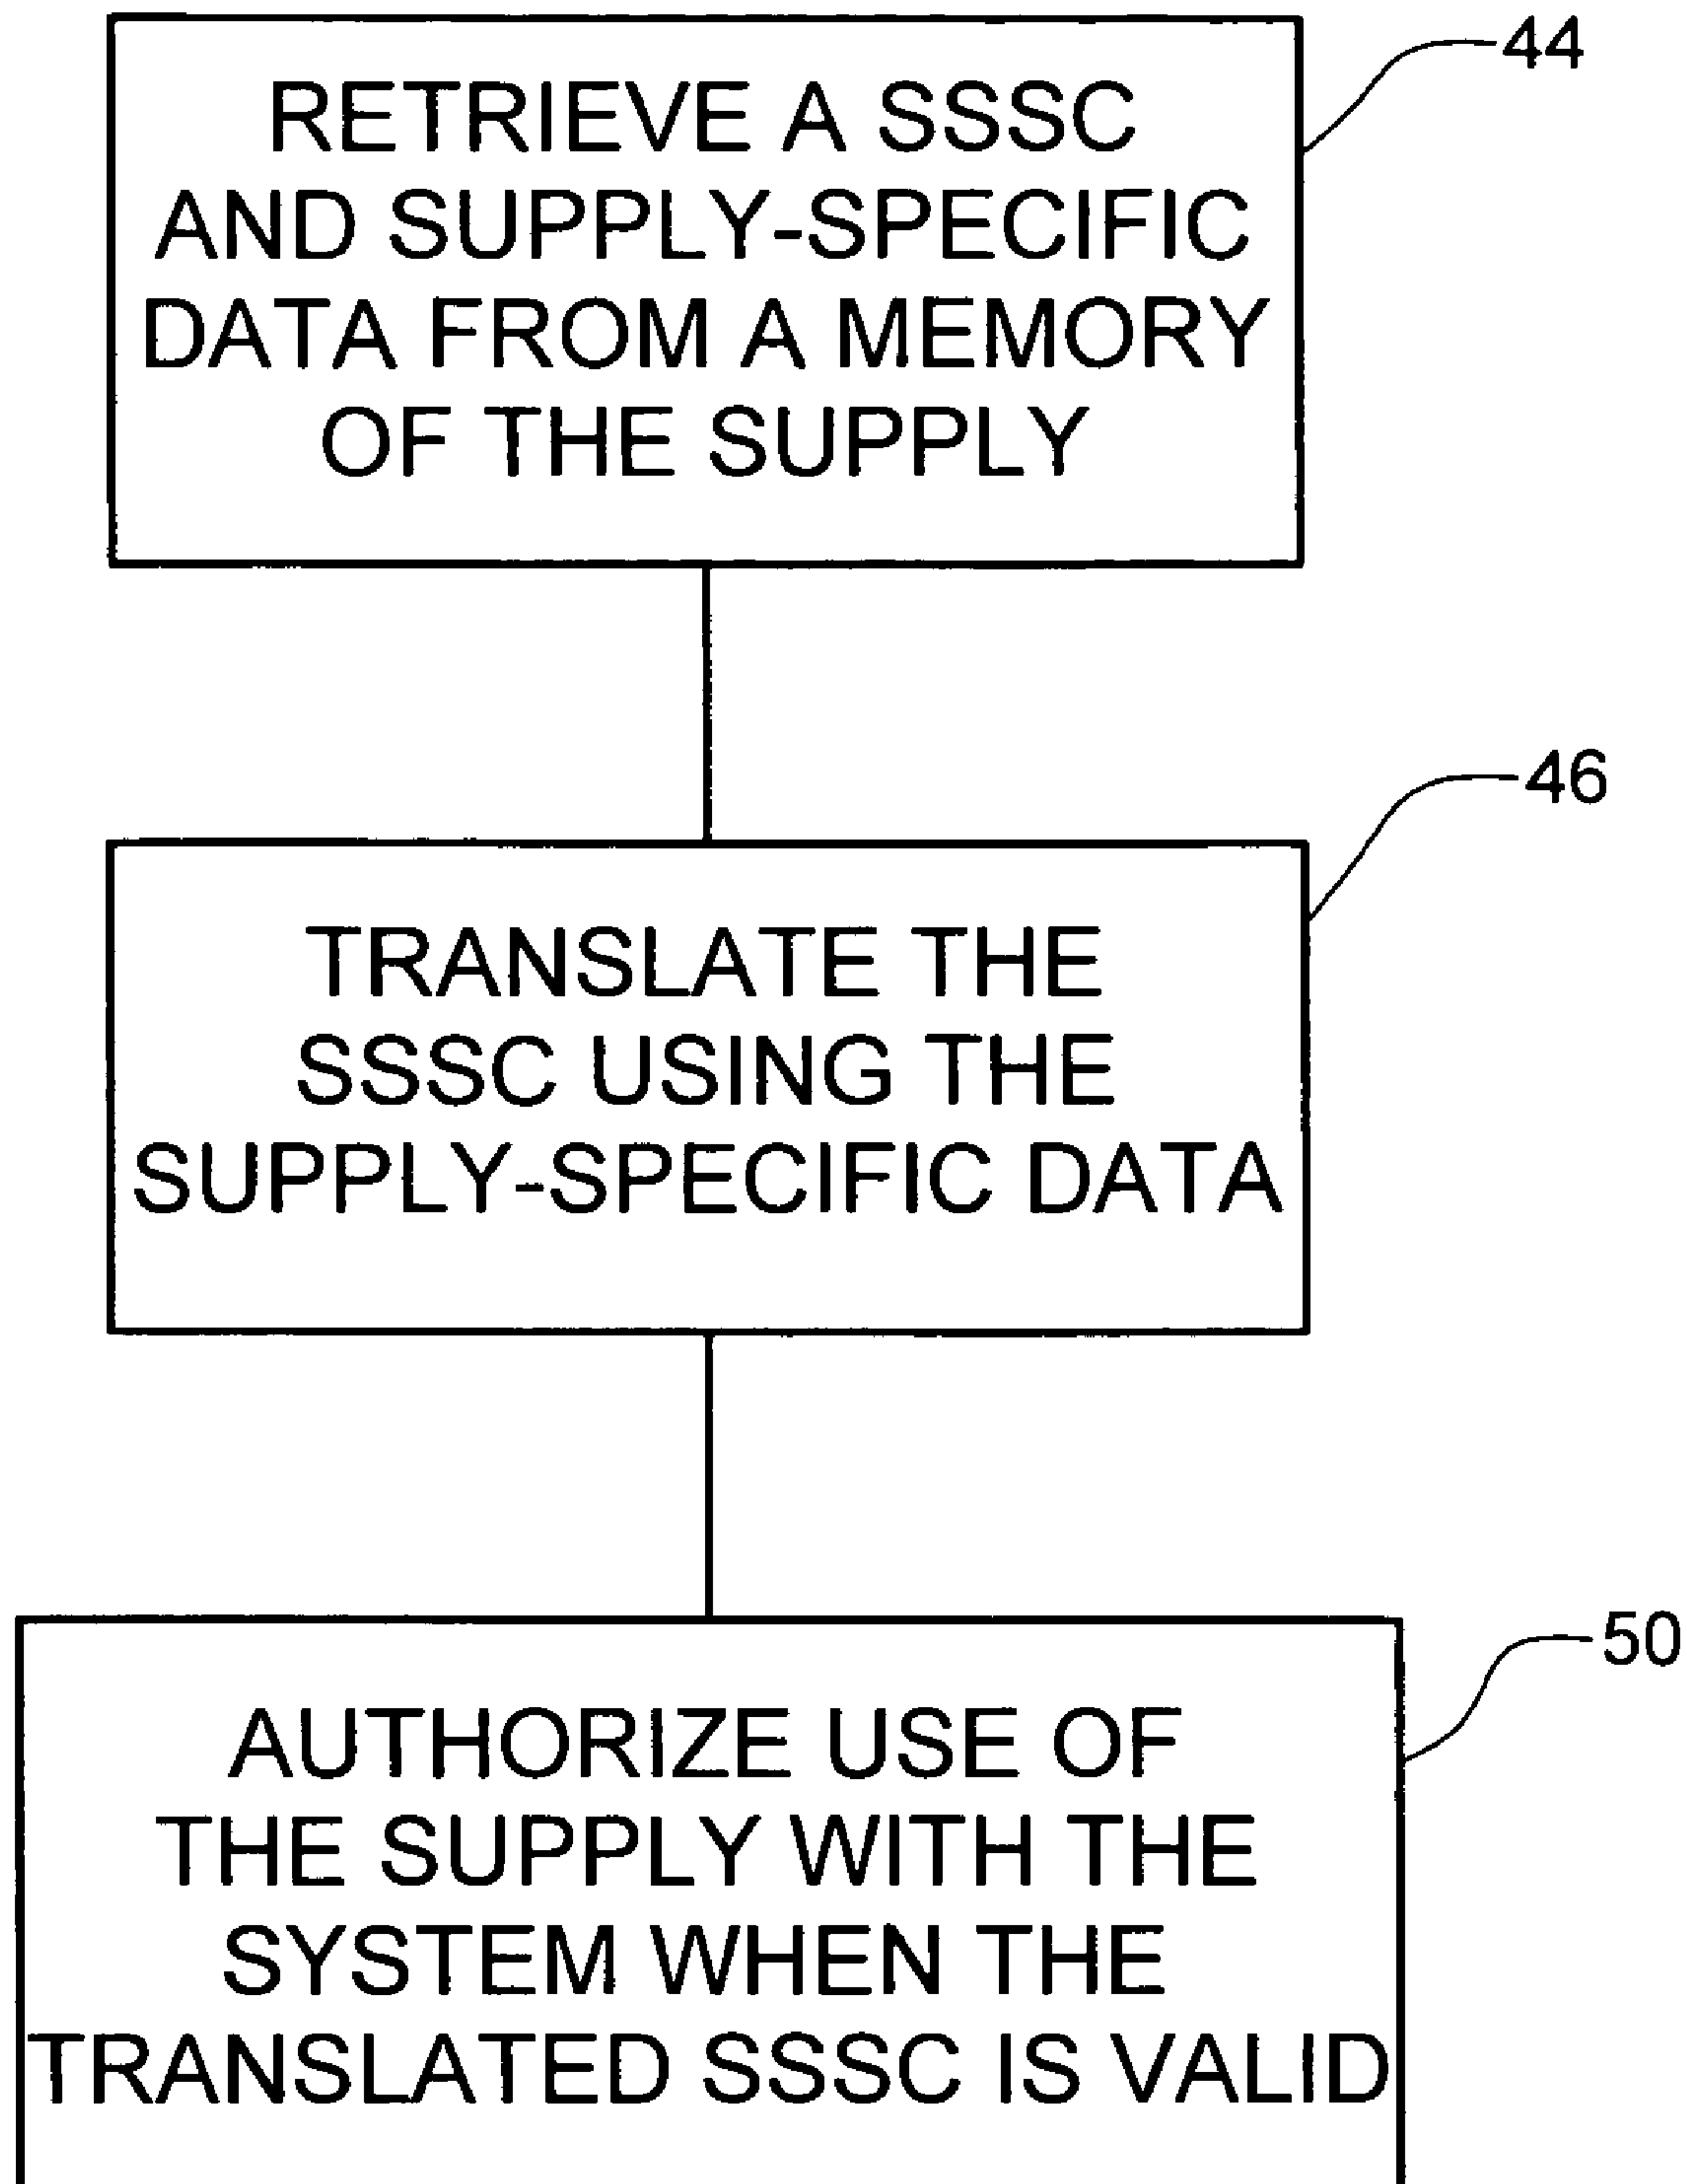 44
RETRIEVE A SSSC
AND SUPPLY-SPECIFIC
DATA FROM A MEMORY
OF THE SUPPLY
46
TRANSLATE THE
SSSC USING THE
SUPPLY-SPECIFIC DATA
50
AUTHORIZE USE OF
THE SUPPLY WITH THE
SYSTEM WHEN THE
TRANSLATED SSSC IS VALID